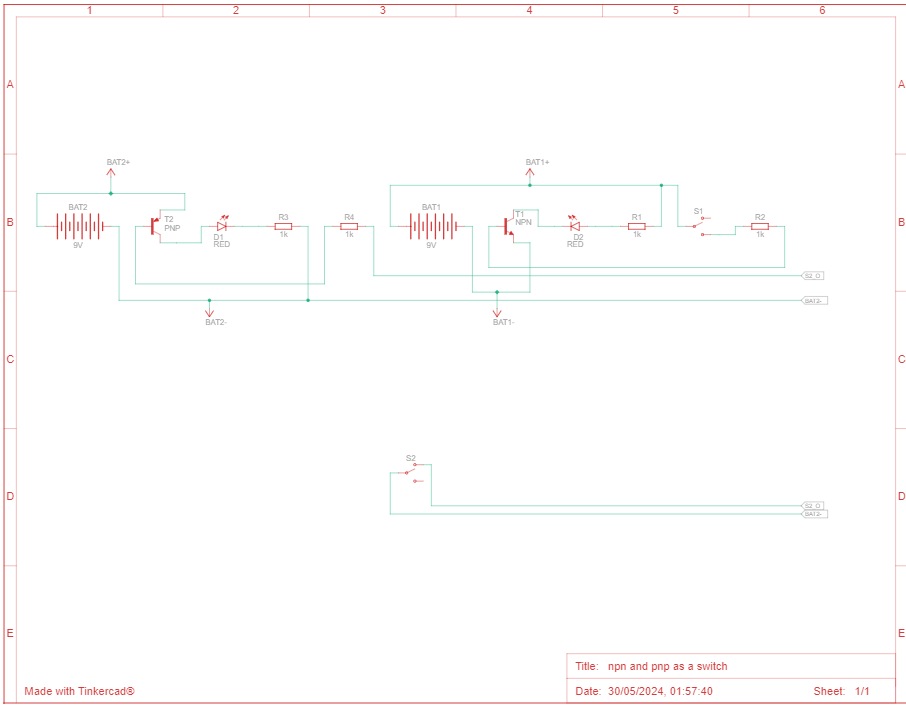 1 2 3 4 5 6
A A
BAT2+ BAT1+
B B
BAT2
9V
T2
PNP
D1
RED
R3
1k
R4
1k
BAT1
9V
T1
NPN
D2
RED
R1
1k
S1
R2
1k
S2_O
BAT2-
BAT2- BAT1-
C C
S2
D D
S2_O
BAT2-
E E
Title: npn and pnp as a switch
Made with Tinkercad®
Date: 30/05/2024, 01:57:40 Sheet: 1/1